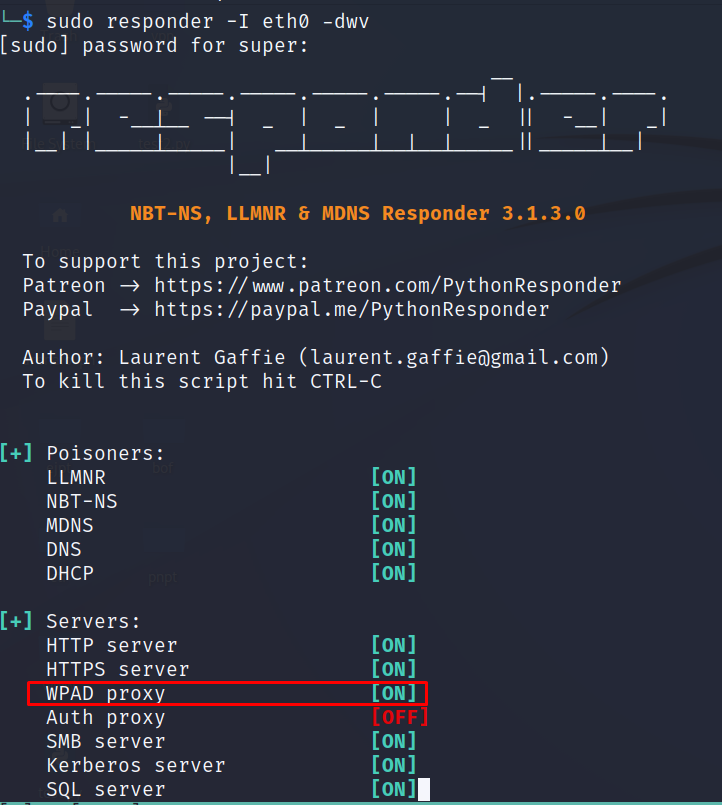 └─$ sudo responder -I eth0 -dwv
[sudo] password for super:
NBT-NS, LLMNR & MDNS Responder 3.1.3.0
To support this project:
Patreon -> https://www.patreon.com/PythonResponder
Paypal  -> https://paypal.me/PythonResponder
Author: Laurent Gaffie (laurent.gaffie@gmail.com)
To kill this script hit CTRL-C
[+] Poisoners:
LLMNR [ON]
NBT-NS [ON]
MDNS [ON]
DNS [ON]
DHCP [ON]
[+] Servers:
HTTP server [ON]
HTTPS server [ON]
WPAD proxy [ON]
Auth proxy [OFF]
SMB server [ON]
Kerberos server [ON]
SQL server [ON]